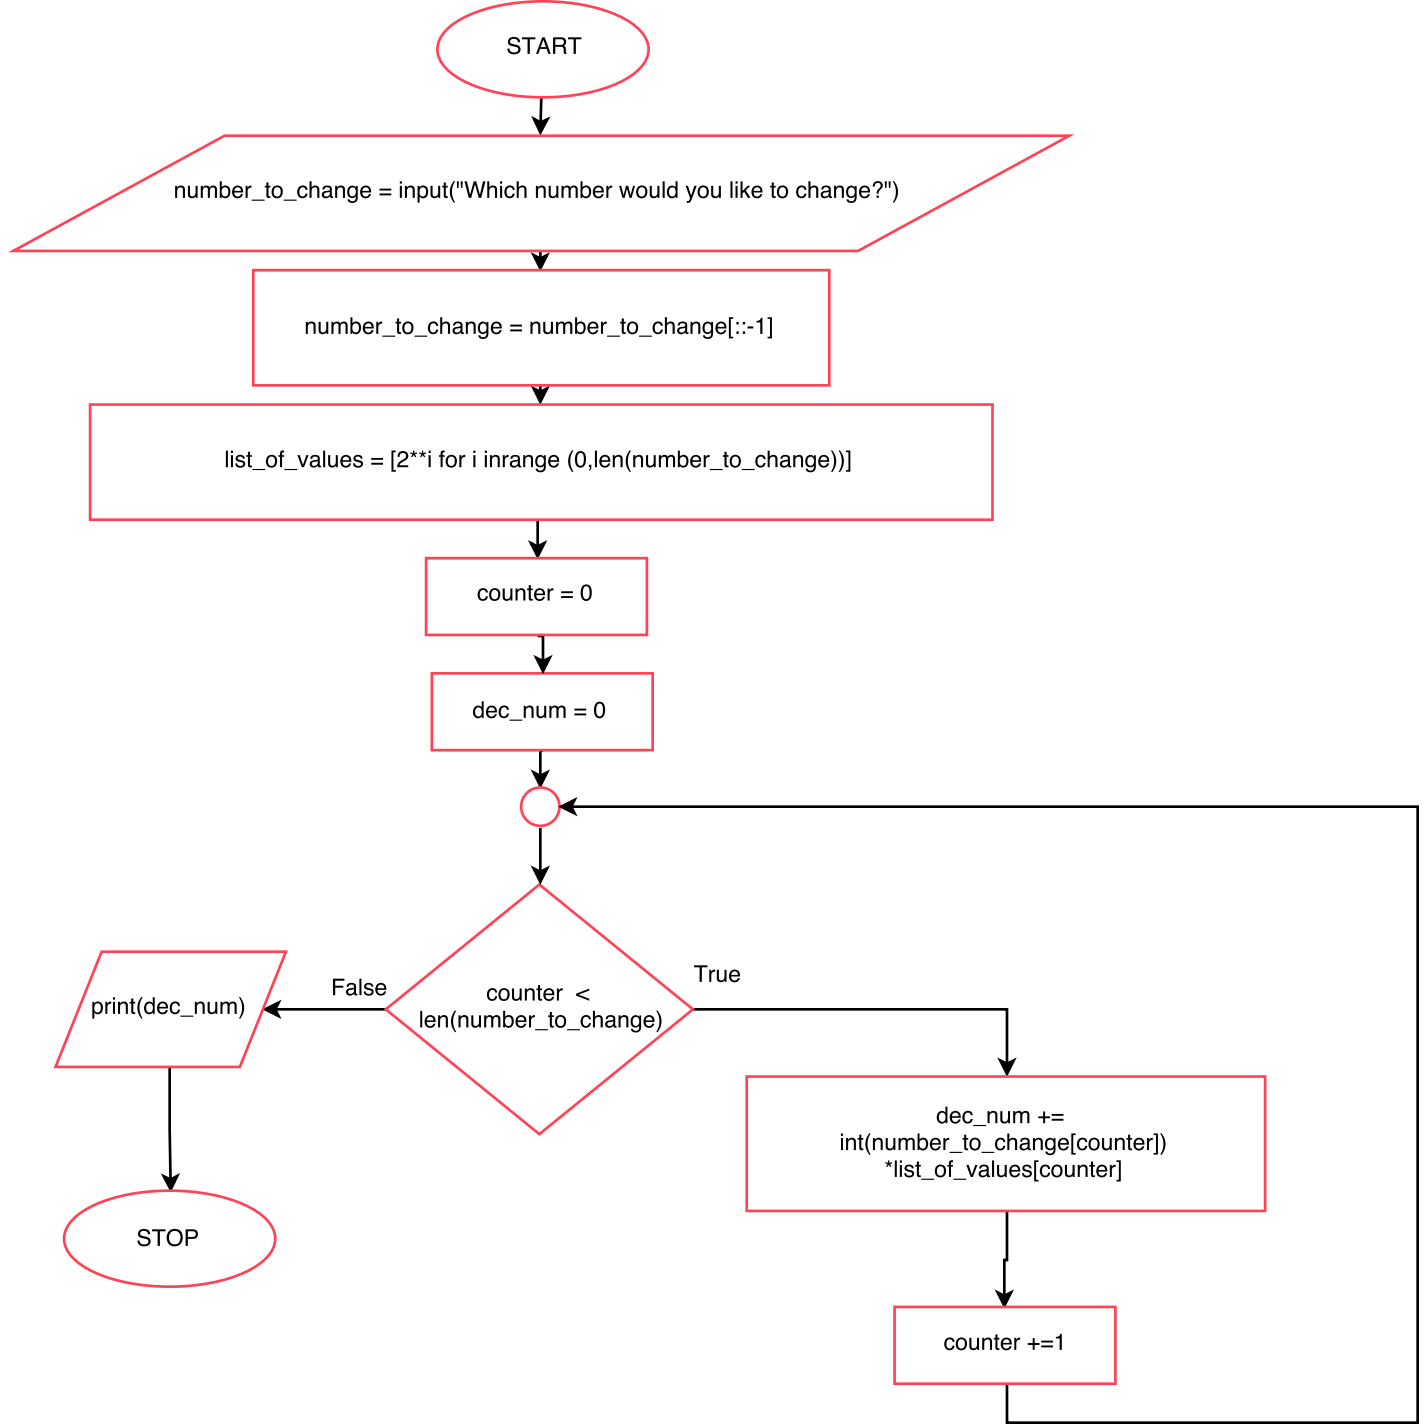 START
number_to_change = input("Which number would you like to change?")
number_to_change = number_to_change[::-1]
list_of_values = [2**i for i inrange (0,len(number_to_change))]
counter = 0
dec_num = 0
counter  <
len(number_to_change)
False
True
print(dec_num)
dec_num +=
int(number_to_change[counter])
*list_of_values[counter]
STOP
counter +=1